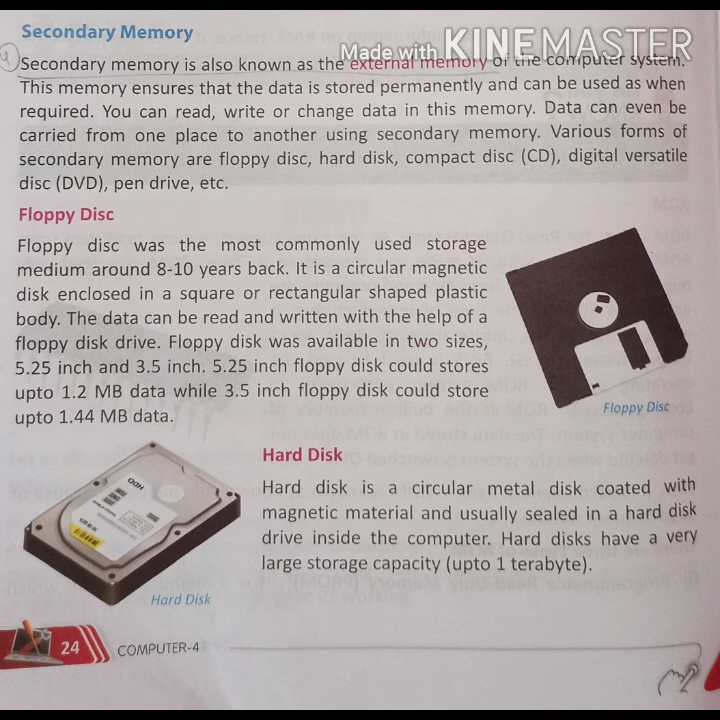 Secondary Memory
Made with KINEMASTER
Secondary memory is also known as the external memory of the computer system.
This memory ensures that the data is stored permanently and can be used as when
required. You can read, write or change data in this memory. Data can even be
carried from one place to another using secondary memory. Various forms of
secondary memory are floppy disc, hard disk, compact disc (CD), digital versatile
disc (DVD), pen drive, etc.
Floppy Disc
Floppy disc was the most commonly used storage
medium around 8-10 years back. It is a circular magnetic
disk enclosed in a square or rectangular shaped plastic
body. The data can be read and written with the help of a
floppy disk drive. Floppy disk was available in two sizes,
5.25 inch and 3.5 inch. 5.25 inch floppy disk could stores
upto 1.2 MB data while 3.5 inch floppy disk could store
upto 1.44 MB data.
Floppy Disc
Hard Disk
Hard disk is a circular metal disk coated with
magnetic material and usually sealed in a hard disk
drive inside the computer. Hard disks have a very
large storage capacity (upto 1 terabyte).
HDD
Hard Disk
24 COMPUTER-4